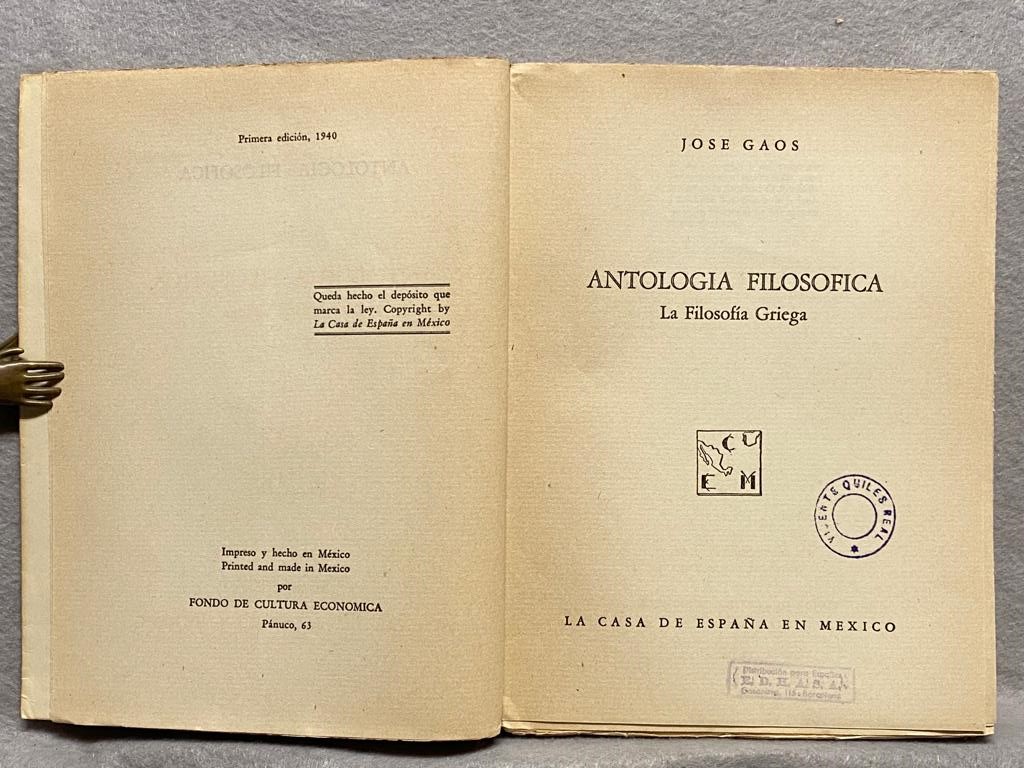 Primera edición, 1940
Queda hecho el depósito que
marca la ley. Copyright by
La Casa de España en México
Impreso y hecho en México
Printed and made in Mexico
por
FONDO DE CULTURA ECONOMICA
Pánuco, 63
JOSE GAOS
ANTOLOGIA FILOSOFICA
La Filosofía Griega
C
E M
VICENTE QUILES REAL
LA CASA DE ESPAÑA EN MEXICO
Distribución para España
E. D. H. A. S. A.
Barcelona